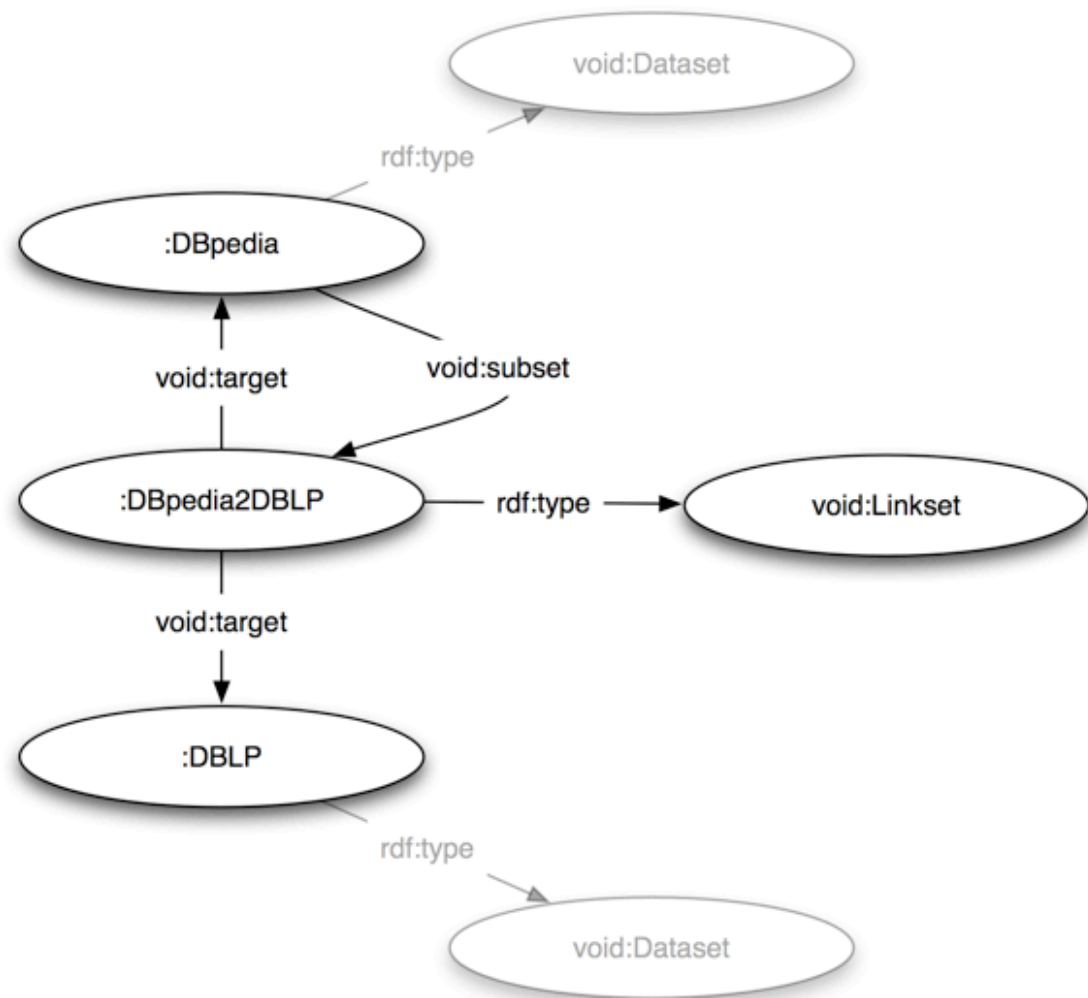 void:Dataset
rdf:type
:DBpedia
void:subset
void:target
:DBpedia2DBLP
rdf:type
void:Linkset
void:target
:DBLP
rdf:type
void:Dataset